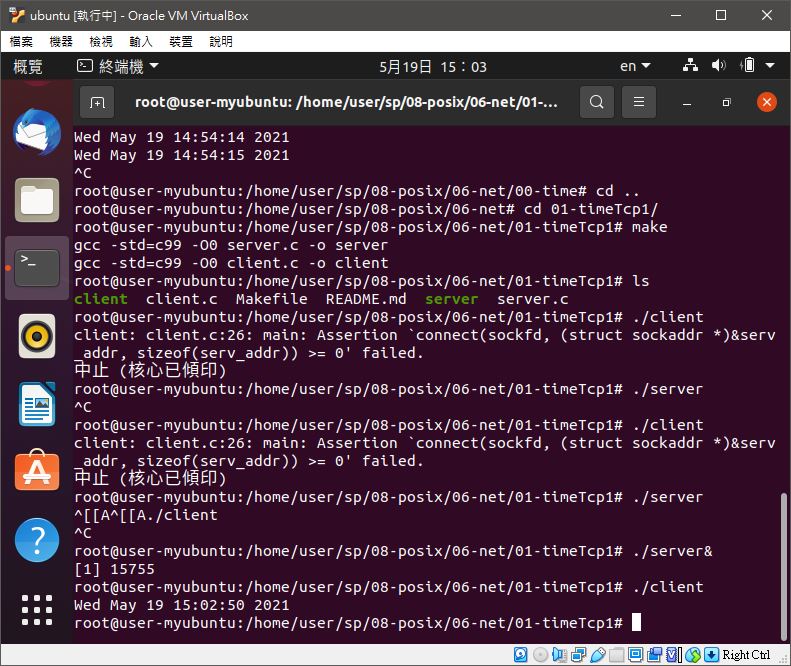 ubuntu [執行中] - Oracle VM VirtualBox
檔案 機器 檢視 輸入 裝置 說明
概覽 終端機 5月19日 15：03 en
root@user-myubuntu: /home/user/sp/08-posix/06-net/01-...
Wed May 19 14:54:14 2021
Wed May 19 14:54:15 2021
^C
root@user-myubuntu:/home/user/sp/08-posix/06-net/00-time# cd ..
root@user-myubuntu:/home/user/sp/08-posix/06-net# cd 01-timeTcp1/
root@user-myubuntu:/home/user/sp/08-posix/06-net/01-timeTcp1# make
gcc -std=c99 -O0 server.c -o server
gcc -std=c99 -O0 client.c -o client
root@user-myubuntu:/home/user/sp/08-posix/06-net/01-timeTcp1# ls
client client.c Makefile README.md server server.c
root@user-myubuntu:/home/user/sp/08-posix/06-net/01-timeTcp1# ./client
client: client.c:26: main: Assertion `connect(sockfd, (struct sockaddr *)&serv
_addr, sizeof(serv_addr)) >= 0' failed.
中止 (核心已傾印)
root@user-myubuntu:/home/user/sp/08-posix/06-net/01-timeTcp1# ./server
^C
root@user-myubuntu:/home/user/sp/08-posix/06-net/01-timeTcp1# ./client
client: client.c:26: main: Assertion `connect(sockfd, (struct sockaddr *)&serv
_addr, sizeof(serv_addr)) >= 0' failed.
中止 (核心已傾印)
root@user-myubuntu:/home/user/sp/08-posix/06-net/01-timeTcp1# ./server
^[[A^[[A./client
^C
root@user-myubuntu:/home/user/sp/08-posix/06-net/01-timeTcp1# ./server&
[1] 15755
root@user-myubuntu:/home/user/sp/08-posix/06-net/01-timeTcp1# ./client
Wed May 19 15:02:50 2021
root@user-myubuntu:/home/user/sp/08-posix/06-net/01-timeTcp1#
Right Ctrl